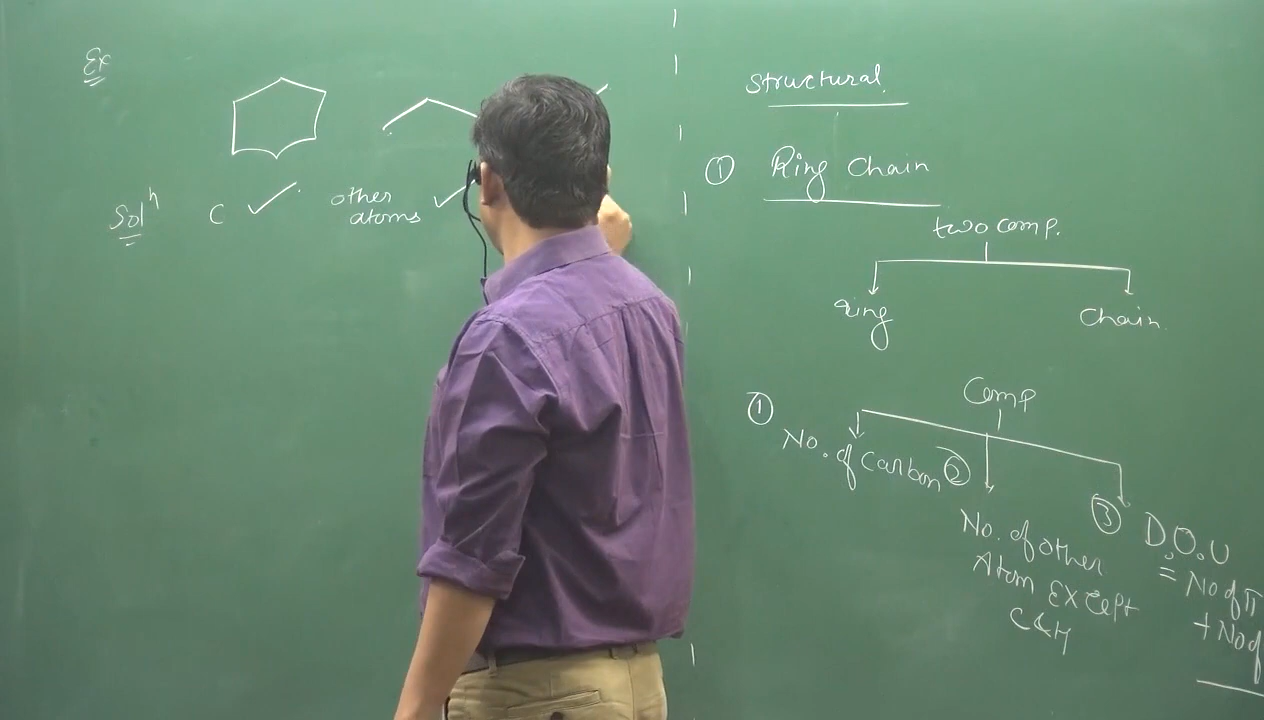 Ex
Solⁿ C ✓ other atoms ✓
Structural
① Ring Chain
two comp.
Ring Chain
Comp
① No. of Carbon
② No. of other
Atom Except
C & H
③ D.O.U
= No of π
+ No of